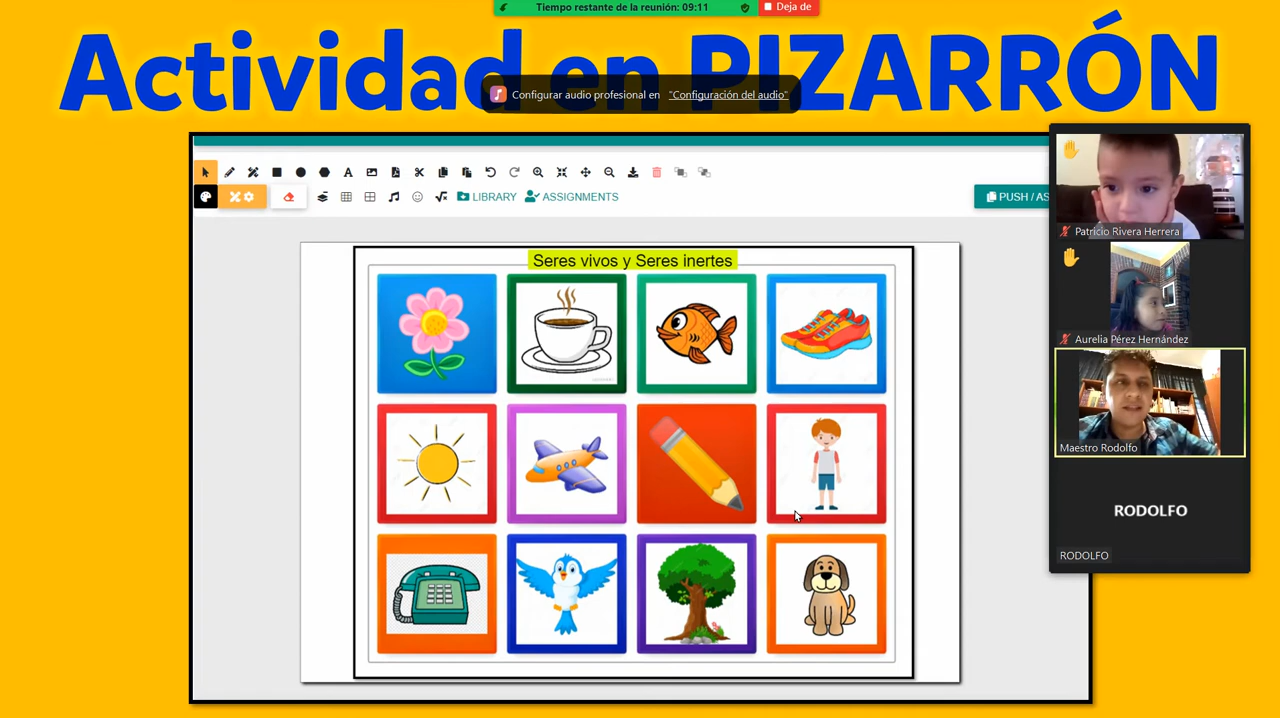 Tiempo restante de la reunión: 09:11
Deja de
Actividad en PIZARRÓN
Configurar audio profesional en "Configuración del audio"
A
LIBRARY
ASSIGNMENTS
PUSH / AS
Seres vivos y Seres inertes
Patricio Rivera Herrera
Aurelia Pérez Hernández
Maestro Rodolfo
RODOLFO
RODOLFO